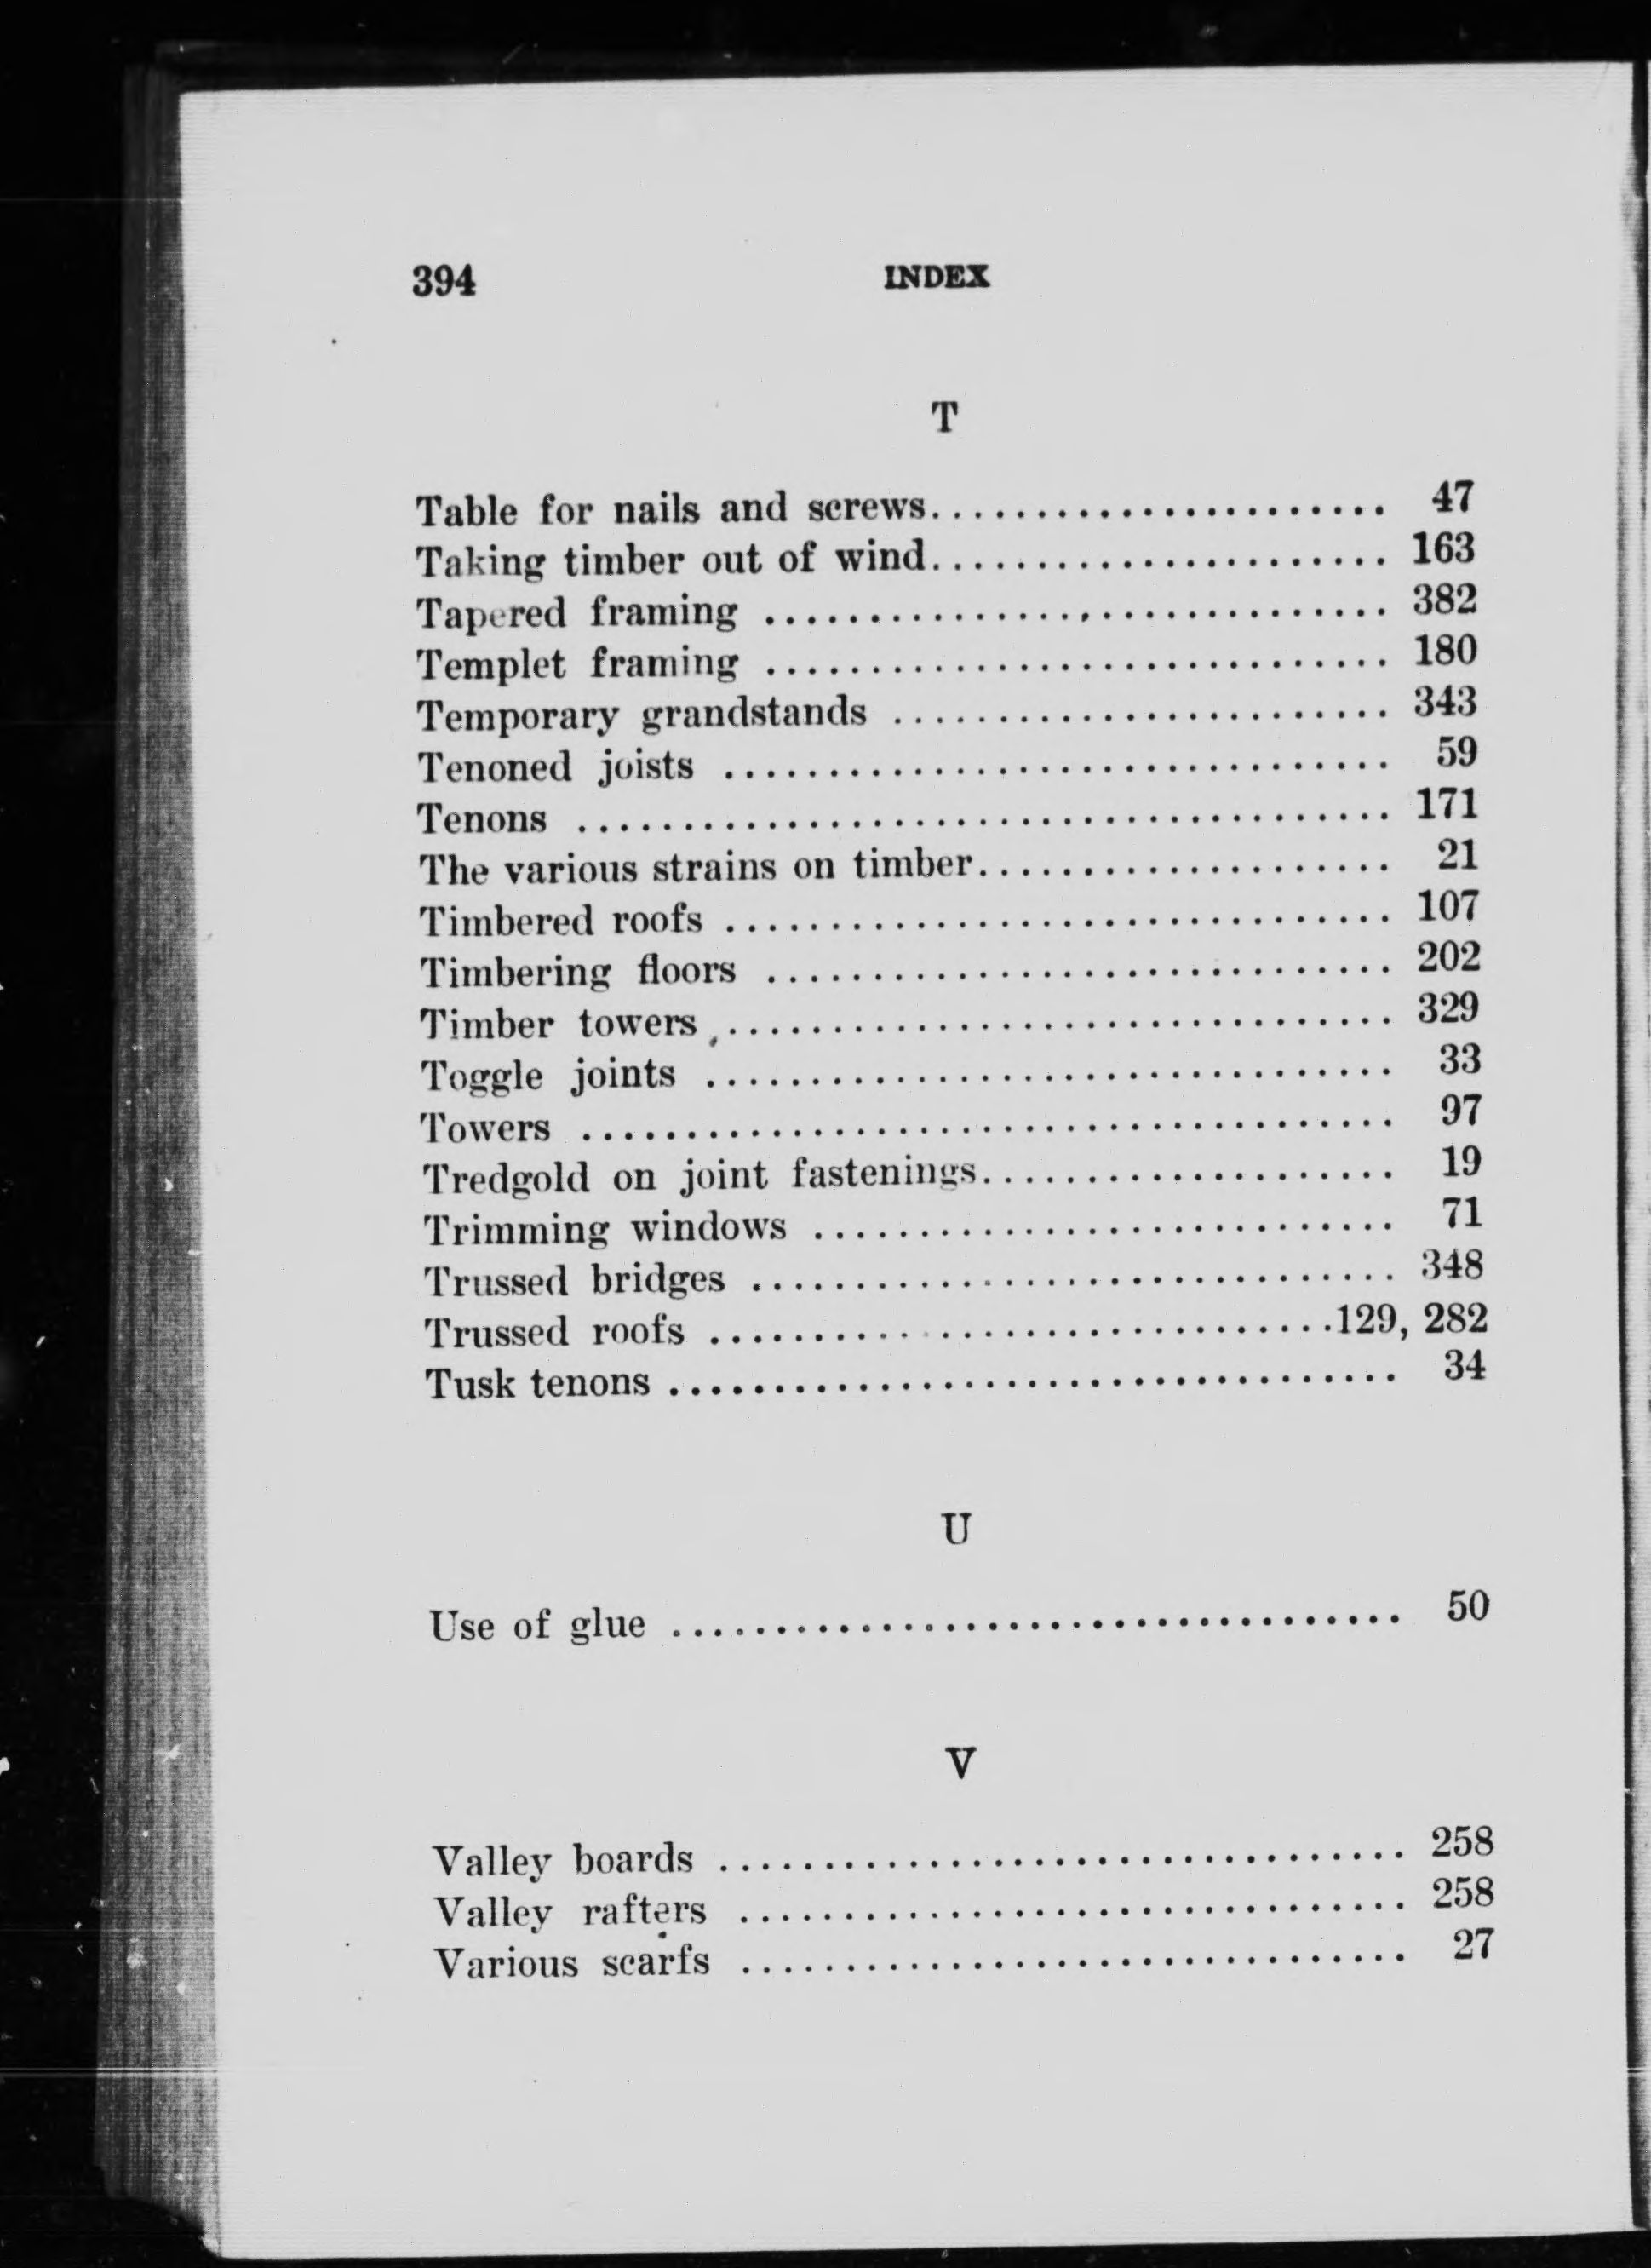 394 INDEX
T
Table for nails and screws...................... 47
Taking timber out of wind...................... 163
Tapered framing .............................. 382
Templet framing .............................. 180
Temporary grandstands ........................ 343
Tenoned joists ................................ 59
Tenons ....................................... 171
The various strains on timber.................... 21
Timbered roofs ................................ 107
Timbering floors .............................. 202
Timber towers ................................ 329
Toggle joints ................................. 33
Towers ....................................... 97
Tredgold on joint fastenings.................... 19
Trimming windows ............................ 71
Trussed bridges ............................... 348
Trussed roofs ..............................129, 282
Tusk tenons ................................... 34
U
Use of glue ................................... 50
V
Valley boards ................................. 258
Valley rafters ................................ 258
Various scarfs ................................ 27